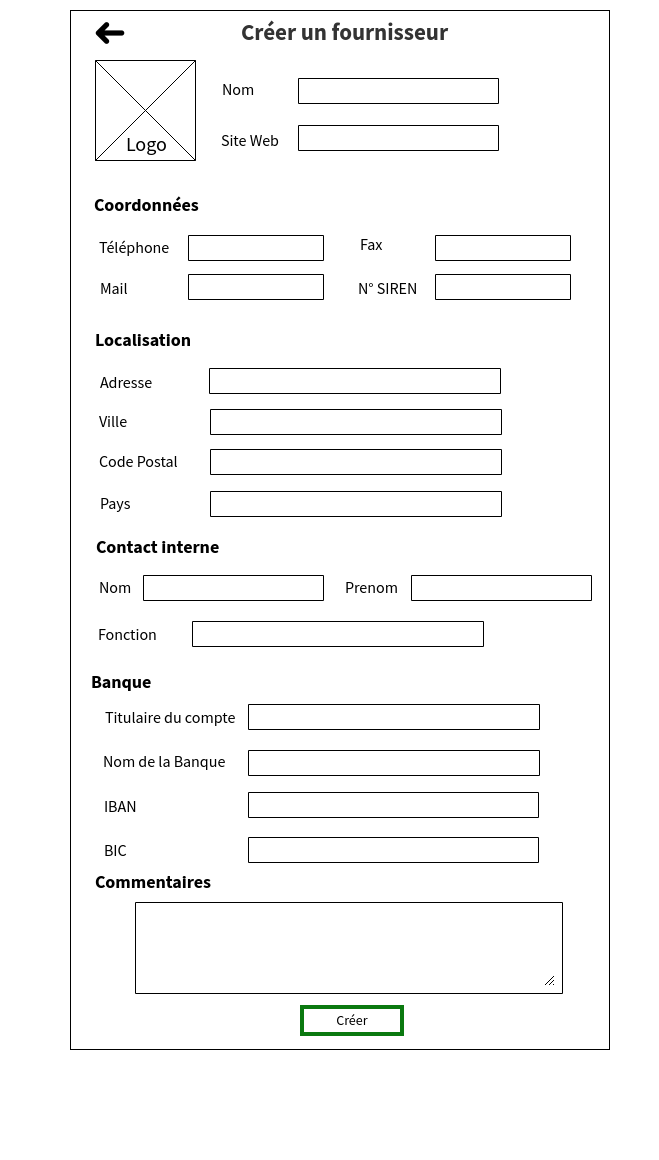 Créer un fournisseur
Logo
Nom
Site Web
Coordonnées
Téléphone
Fax
Mail
N° SIREN
Localisation
Adresse
Ville
Code Postal
Pays
Contact interne
Nom
Prenom
Fonction
Banque
Titulaire du compte
Nom de la Banque
IBAN
BIC
Commentaires
Créer